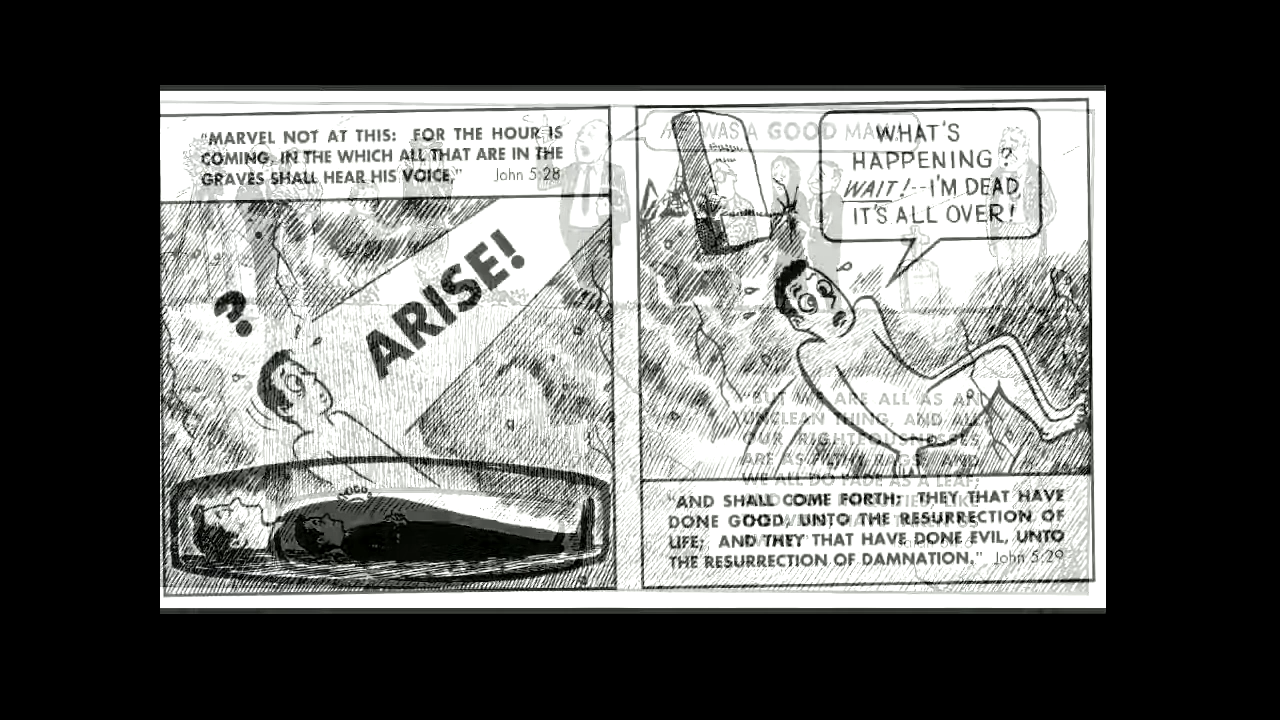 "MARVEL NOT AT THIS: FOR THE HOUR IS
COMING, IN THE WHICH ALL THAT ARE IN THE
GRAVES SHALL HEAR HIS VOICE," John 5:28
??
ARISE!
WAS A GOOD MA
WHAT'S
HAPPENING?
WAIT!--I'M DEAD,
IT'S ALL OVER!
"BUT WE ARE ALL AS AN
UNCLEAN THING, AND ALL
OUR RIGHTEOUSNESSES
ARE AS FILTHY RAGS; AND
WE ALL DO FADE AS A LEAF;
"AND SHALL COME FORTH; THEY THAT HAVE
DONE GOOD, UNTO THE RESURRECTION OF
LIFE; AND THEY THAT HAVE DONE EVIL, UNTO
THE RESURRECTION OF DAMNATION." John 5:29